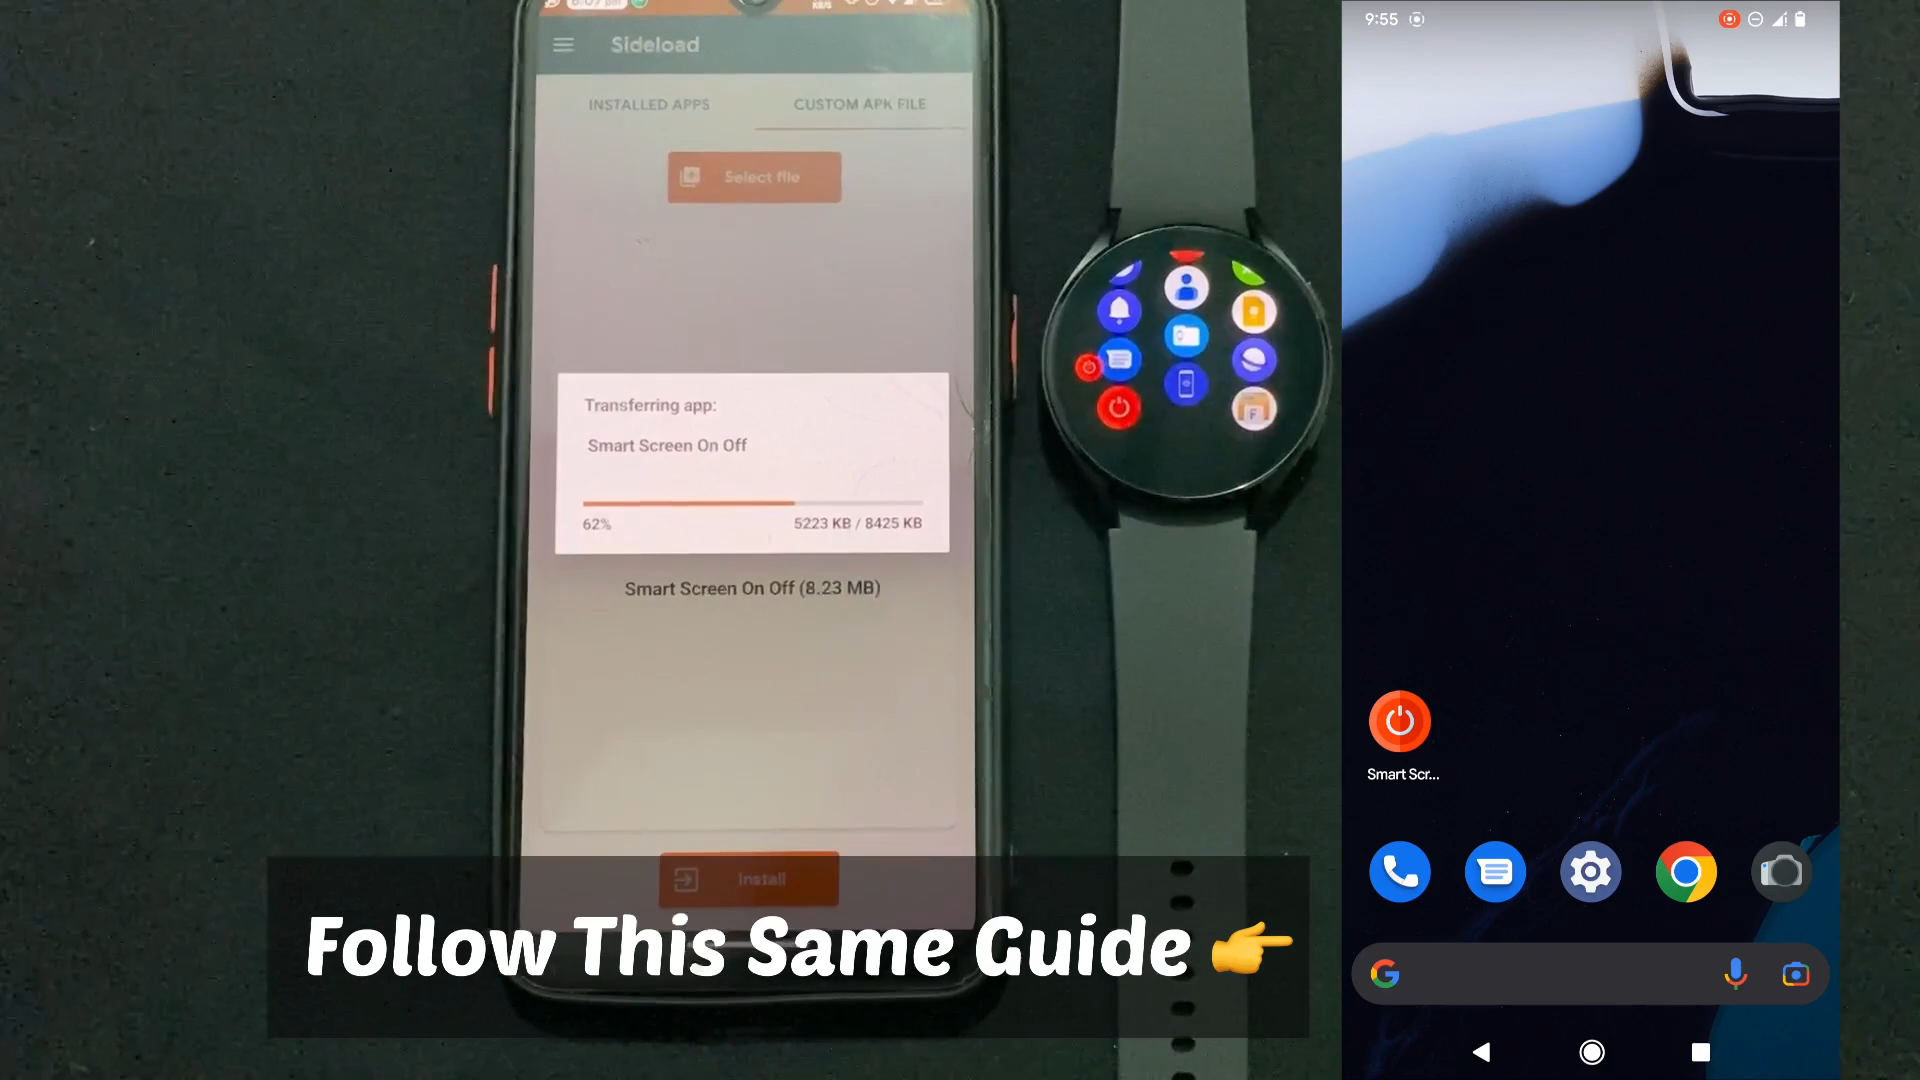 Sideload
INSTALLED APPS
CUSTOM APK FILE
Select file
Transferring app:
Smart Screen On Off
62%
5223 KB / 8425 KB
Smart Screen On Off (8.23 MB)
Install
Follow This Same Guide 👉
9:55
Smart Scr...